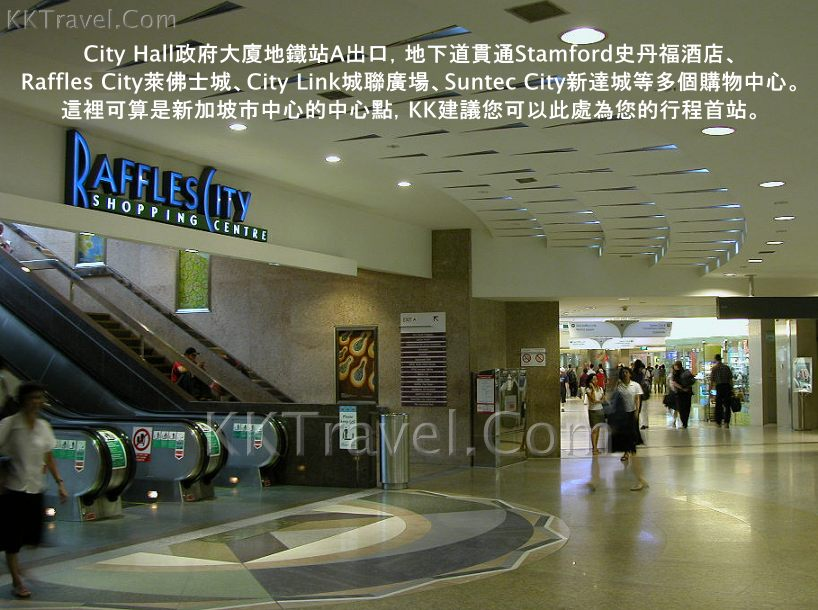 KKTravel.Com
City Hall政府大廈地鐵站A出口，地下道貫通Stamford史丹福酒店、
Raffles City萊佛士城、City Link城聯廣場、Suntec City新達城等多個購物中心。
這裡可算是新加坡市中心的中心點，KK建議您可以此處為您的行程首站。
RAFFLES CITY
SHOPPING CENTRE
EXIT A
KKTravel.Com